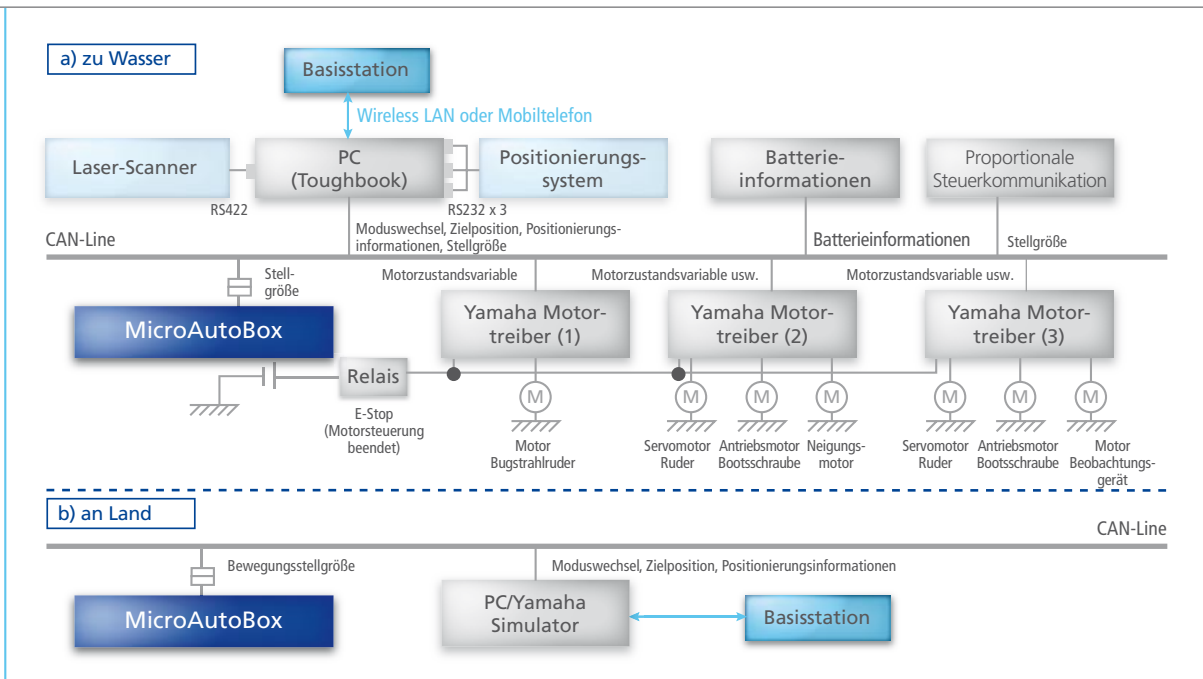 a) zu Wasser
Basisstation
Wireless LAN oder Mobiltelefon
Laser-Scanner
PC
(Toughbook)
Positionierungs-
system
Batterie-
informationen
Proportionale
Steuerkommunikation
RS422
RS232 x 3
CAN-Line
Moduswechsel, Zielposition, Positionierungs-
informationen, Stellgröße
Batterieinformationen
Stellgröße
Stell-
größe
Motorzustandsvariable
Motorzustandsvariable usw.
Motorzustandsvariable usw.
MicroAutoBox
Yamaha Motor-
treiber (1)
Yamaha Motor-
treiber (2)
Yamaha Motor-
treiber (3)
Relais
E-Stop
(Motorsteuerung
beendet)
M
M
M
M
M
M
M
Motor
Bugstrahlruder
Servomotor
Ruder
Antriebsmotor
Bootsschraube
Neigungs-
motor
Servomotor
Ruder
Antriebsmotor
Bootsschraube
Motor
Beobachtungs-
gerät
b) an Land
CAN-Line
Bewegungsstellgröße
Moduswechsel, Zielposition, Positionierungsinformationen
MicroAutoBox
PC/Yamaha
Simulator
Basisstation